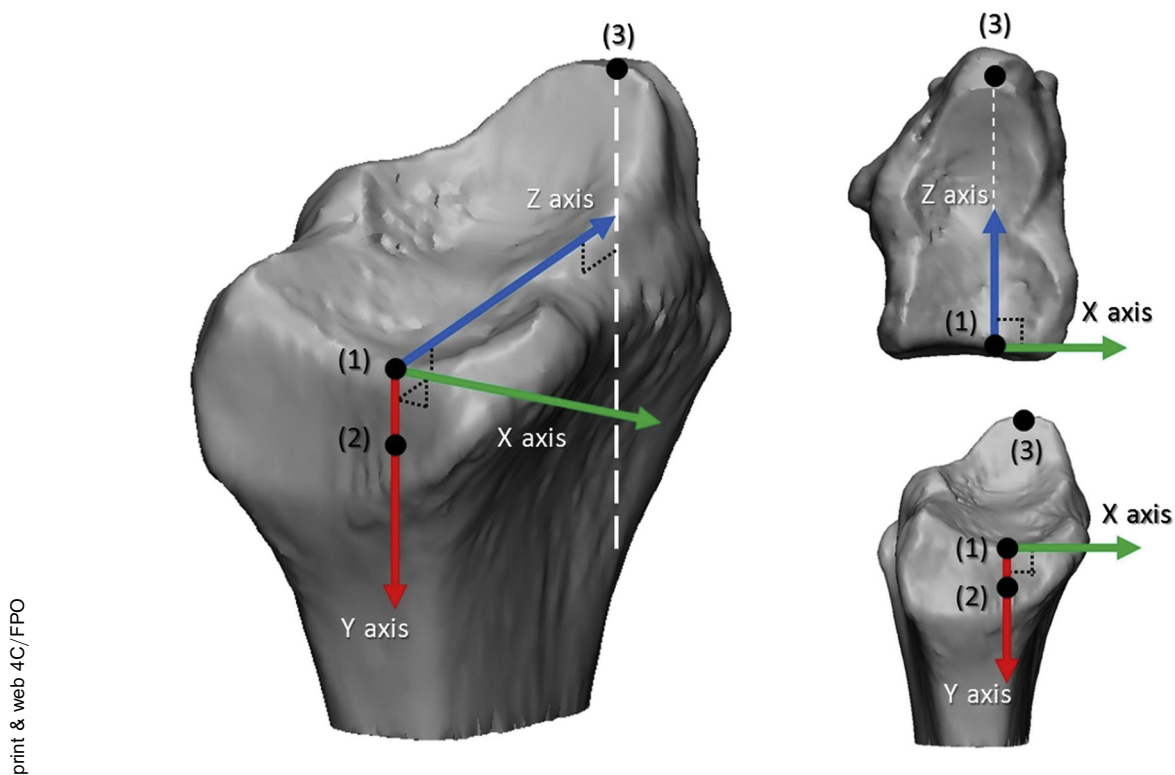 (3)
Z axis
(1)
(2)
X axis
Y axis
(3)
Z axis
(1)
X axis
(3)
X axis
(1)
(2)
Y axis
print & web 4C/FPO